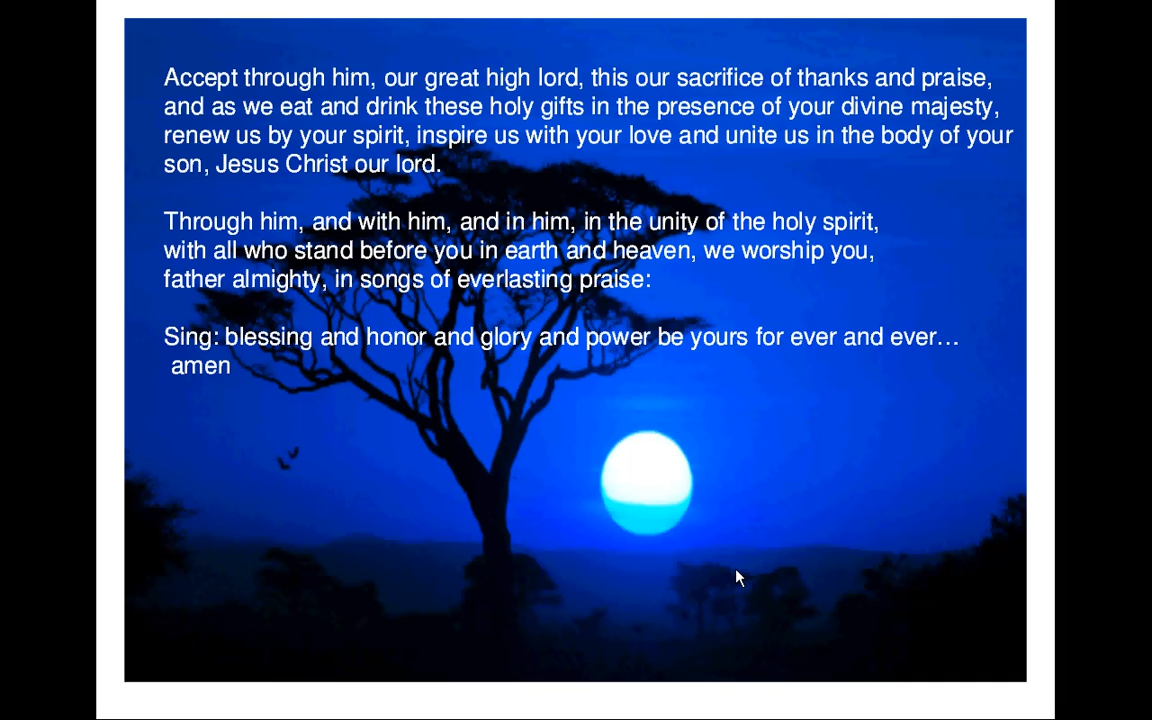 Accept through him, our great high lord, this our sacrifice of thanks and praise,
and as we eat and drink these holy gifts in the presence of your divine majesty,
renew us by your spirit, inspire us with your love and unite us in the body of your
son, Jesus Christ our lord.
Through him, and with him, and in him, in the unity of the holy spirit,
with all who stand before you in earth and heaven, we worship you,
father almighty, in songs of everlasting praise:
Sing: blessing and honor and glory and power be yours for ever and ever…
amen